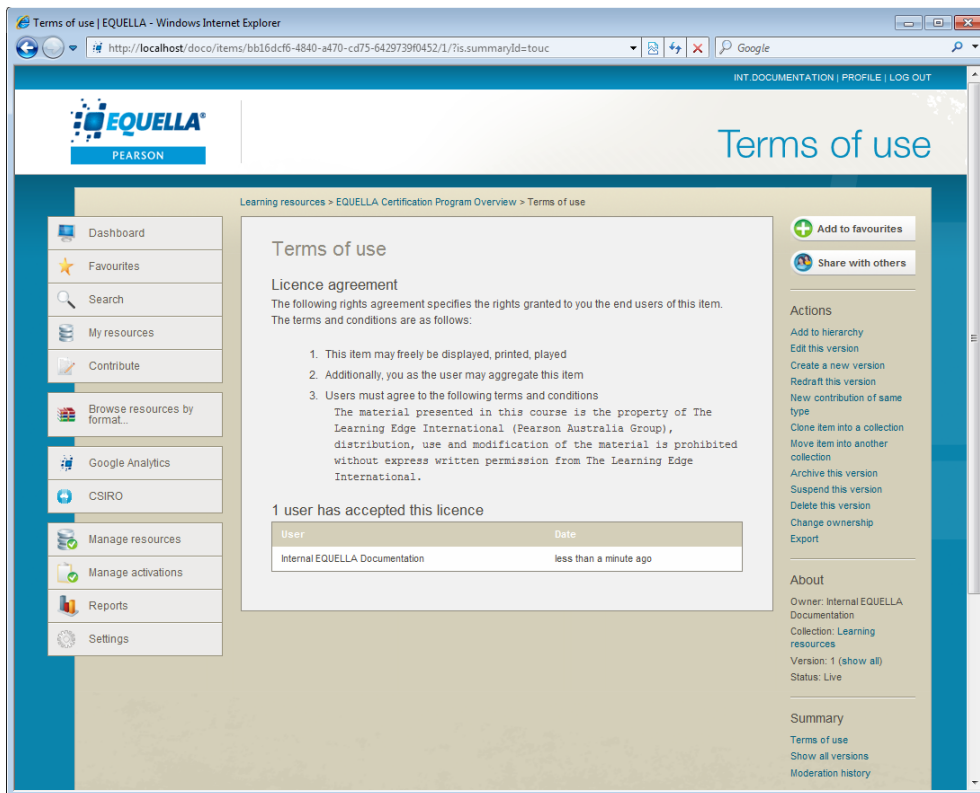 Terms of use | EQUELLA - Windows Internet Explorer
http://localhost/doco/items/bb16dcf6-4840-a470-cd75-6429739f0452/1/?is.summaryId=touc
Google
INT.DOCUMENTATION | PROFILE | LOG OUT
EQUELLA®
PEARSON
Terms of use
Learning resources > EQUELLA Certification Program Overview > Terms of use
Dashboard
Favourites
Search
My resources
Contribute
Browse resources by
format...
Google Analytics
CSIRO
Manage resources
Manage activations
Reports
Settings
Terms of use
Licence agreement
The following rights agreement specifies the rights granted to you the end users of this item.
The terms and conditions are as follows:
1. This item may freely be displayed, printed, played
2. Additionally, you as the user may aggregate this item
3. Users must agree to the following terms and conditions
The material presented in this course is the property of The
Learning Edge International (Pearson Australia Group),
distribution, use and modification of the material is prohibited
without express written permission from The Learning Edge
International.
1 user has accepted this licence
User Date
Internal EQUELLA Documentation less than a minute ago
Add to favourites
Share with others
Actions
Add to hierarchy
Edit this version
Create a new version
Redraft this version
New contribution of same
type
Clone item into a collection
Move item into another
collection
Archive this version
Suspend this version
Delete this version
Change ownership
Export
About
Owner: Internal EQUELLA
Documentation
Collection: Learning
resources
Version: 1 (show all)
Status: Live
Summary
Terms of use
Show all versions
Moderation history